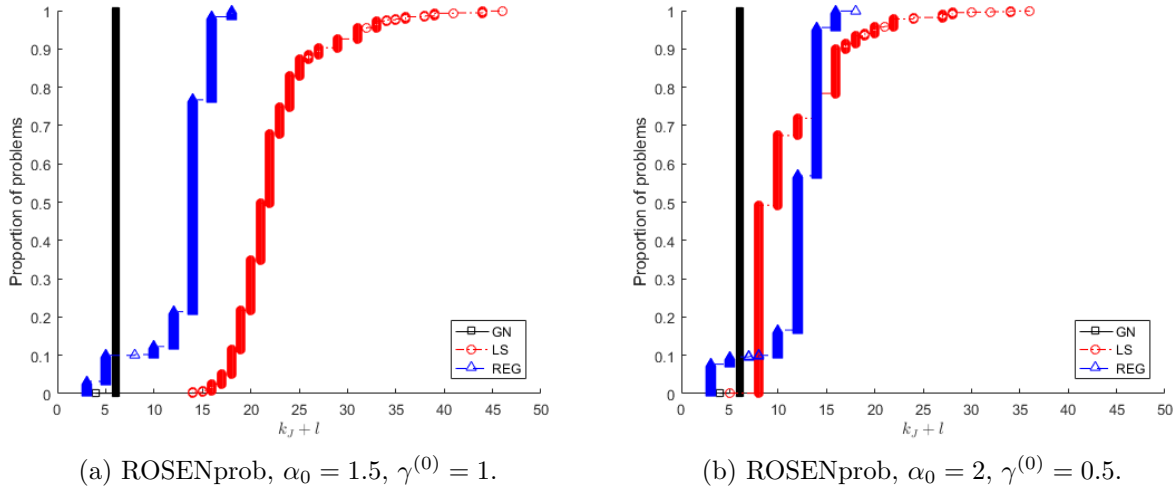 1
0.9
0.8
0.7
0.6
0.5
0.4
0.3
0.2
0.1
0
Proportion of problems
0 5 10 15 20 25 30 35 40 45 50
k_J + l
GN
LS
REG
(a) ROSENprob, α₀ = 1.5, γ⁽⁰⁾ = 1.
1
0.9
0.8
0.7
0.6
0.5
0.4
0.3
0.2
0.1
0
Proportion of problems
0 5 10 15 20 25 30 35 40 45 50
k_J + l
GN
LS
REG
(b) ROSENprob, α₀ = 2, γ⁽⁰⁾ = 0.5.